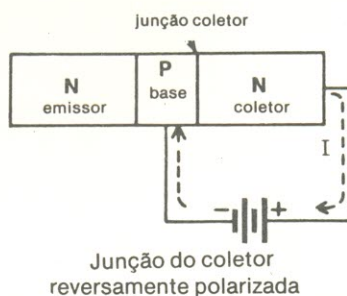 junção coletor
N
emissor
P
base
N
coletor
I
− +
Junção do coletor
reversamente polarizada